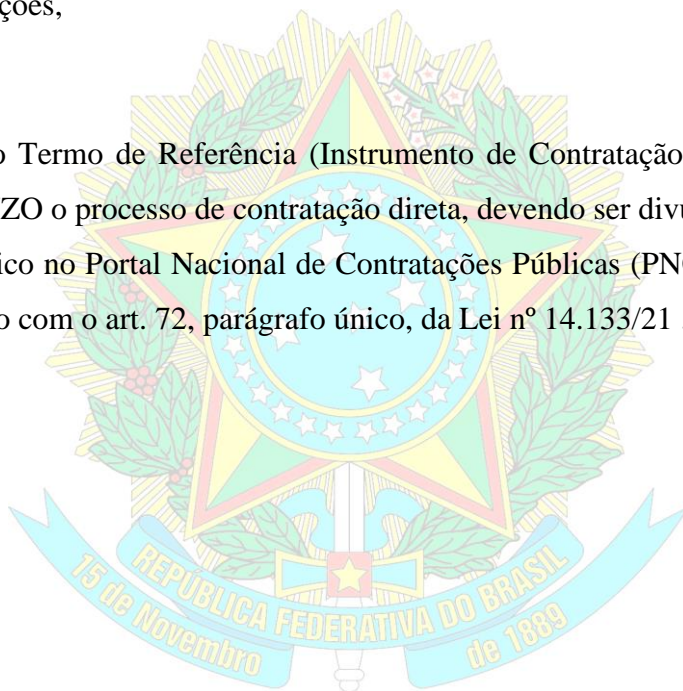 ções,
o Termo de Referência (Instrumento de Contratação
ZO o processo de contratação direta, devendo ser divu
ico no Portal Nacional de Contratações Públicas (PN
o com o art. 72, parágrafo único, da Lei nº 14.133/21
REPÚBLICA FEDERATIVA DO BRASIL
15 de Novembro
de 1889